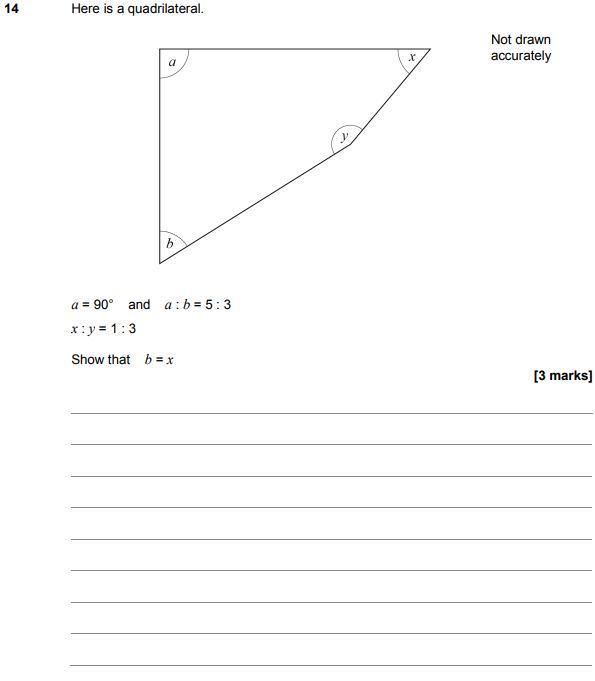 14 Here is a quadrilateral.
Not drawn
accurately
a
x
y
b
a = 90° and a : b = 5 : 3
x : y = 1 : 3
Show that b = x
[3 marks]